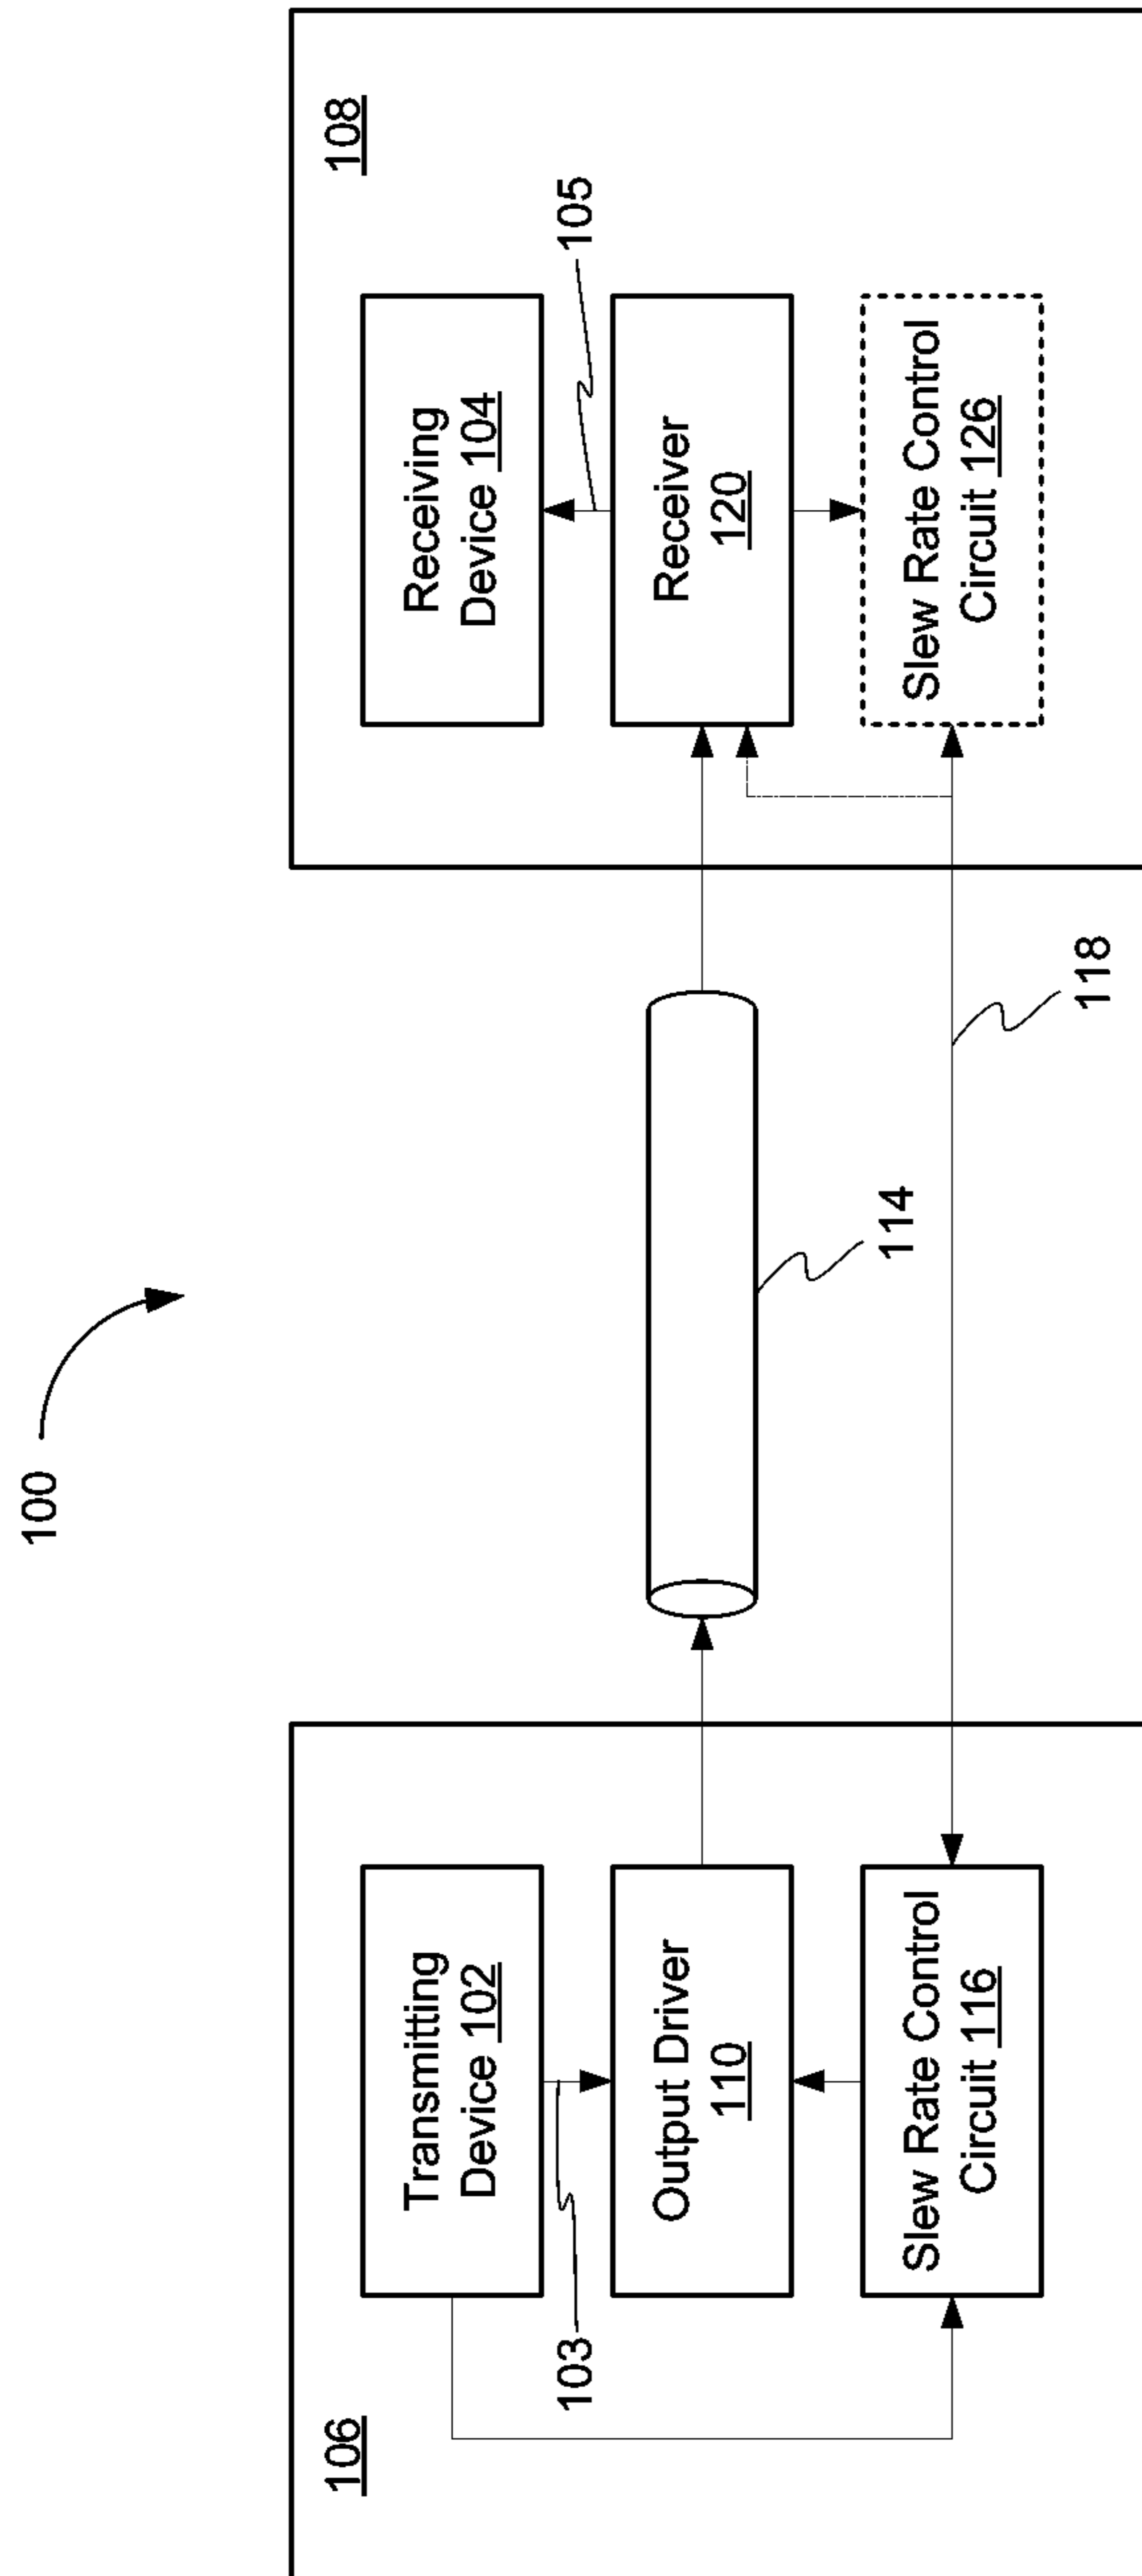 100
106
Transmitting
Device 102
103
Output Driver
110
Slew Rate Control
Circuit 116
114
118
108
Receiving
Device 104
105
Receiver
120
Slew Rate Control
Circuit 126